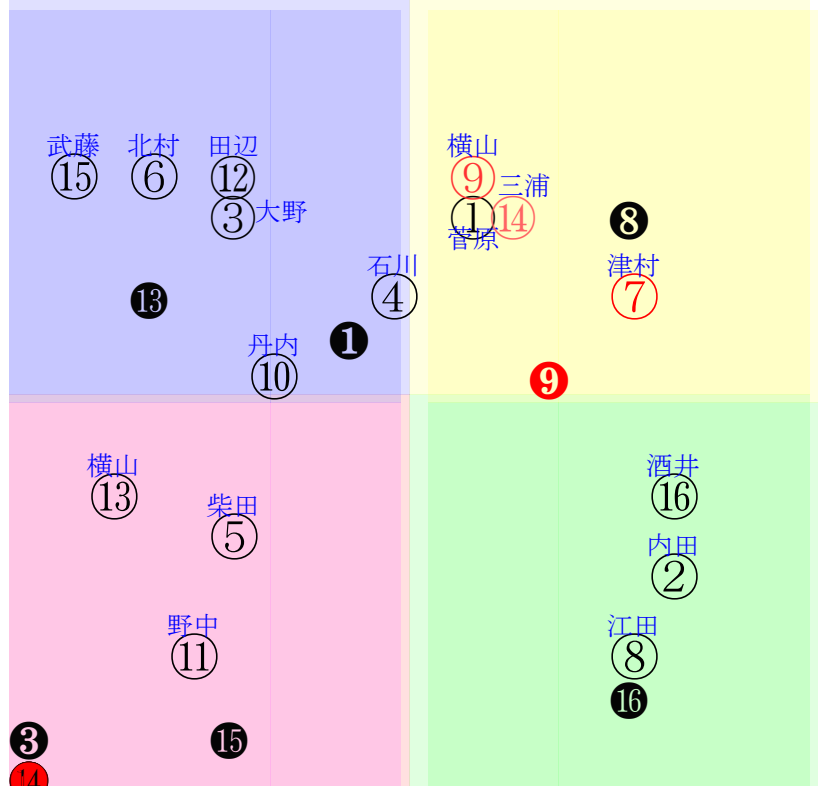 武藤 北村 田辺 横山
⑮ ⑥ ⑫ ⑨ 三浦
③ 大野 ① ⑭ ❽
菅原
石川 津村
⓭ ④ ⑦
❶
丹内
⑩ ❾
横山 酒井
⑬ ⑯
柴田
⑤
内田
②
野中 江田
⑪ ⑧
⓰
❸ ⓯
14